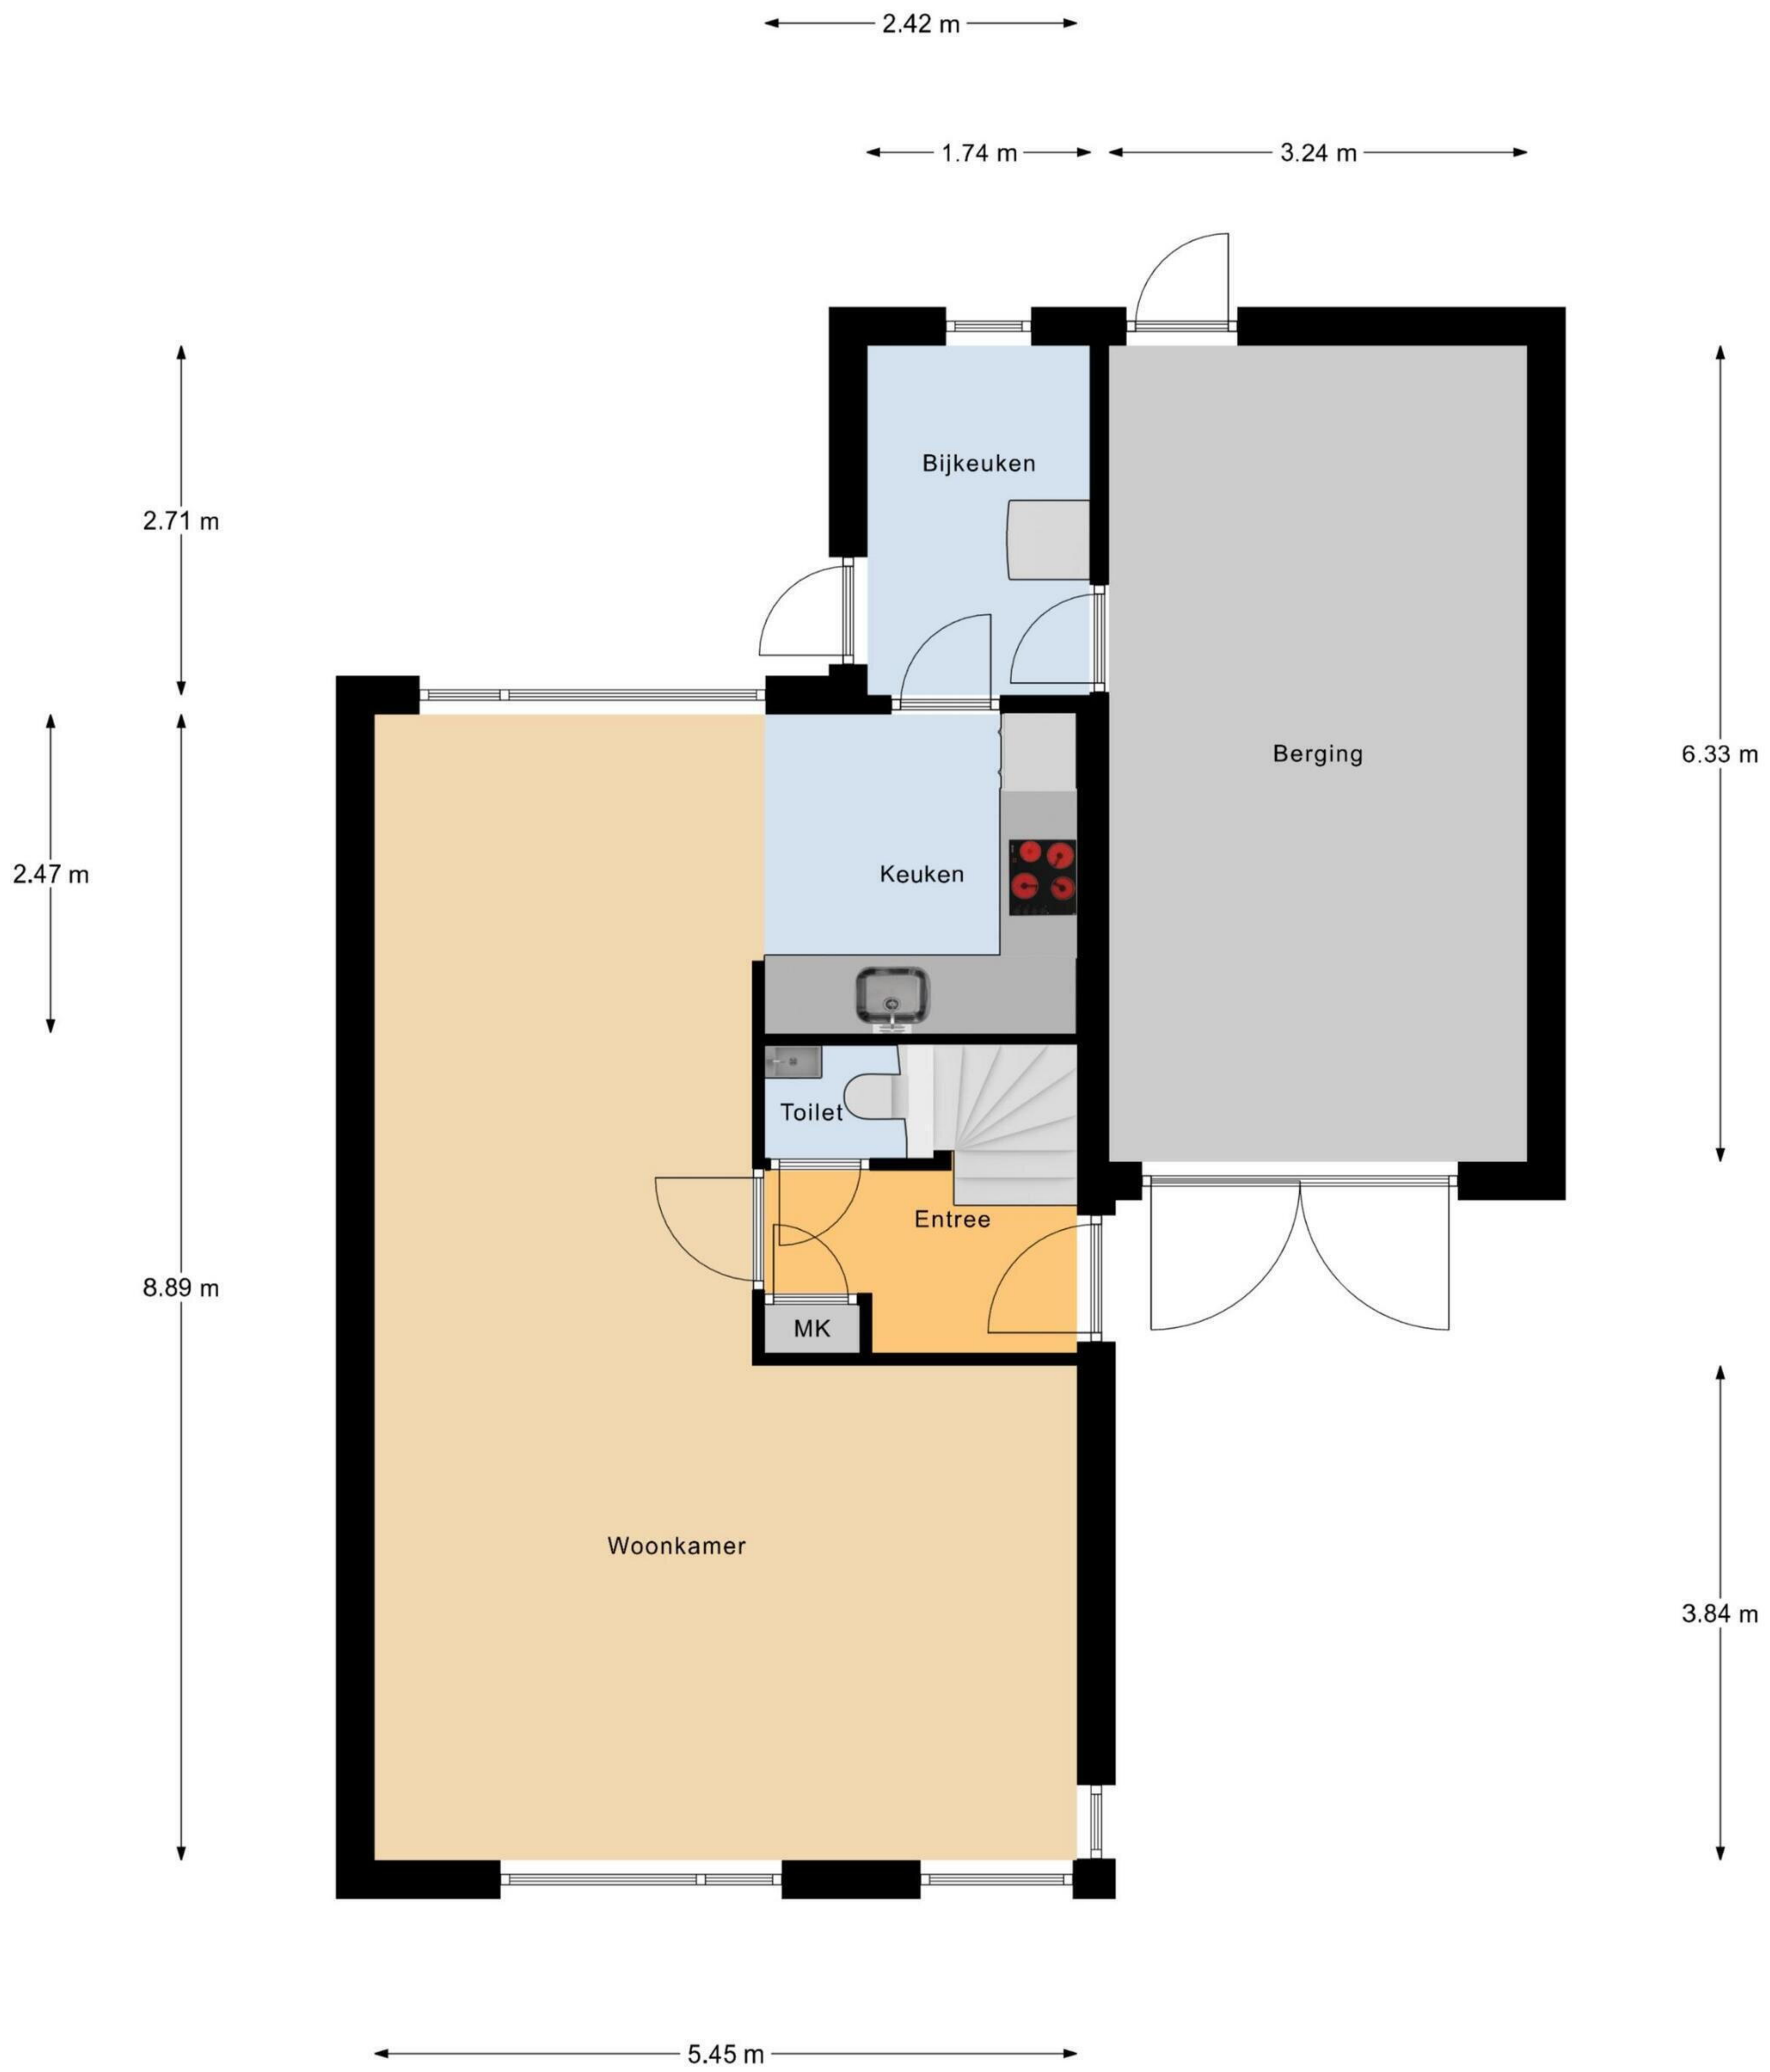 2.42 m
1.74 m
3.24 m
Bijkeuken
2.71 m
Berging
6.33 m
Keuken
2.47 m
Toilet
Entree
8.89 m
MK
Woonkamer
3.84 m
5.45 m